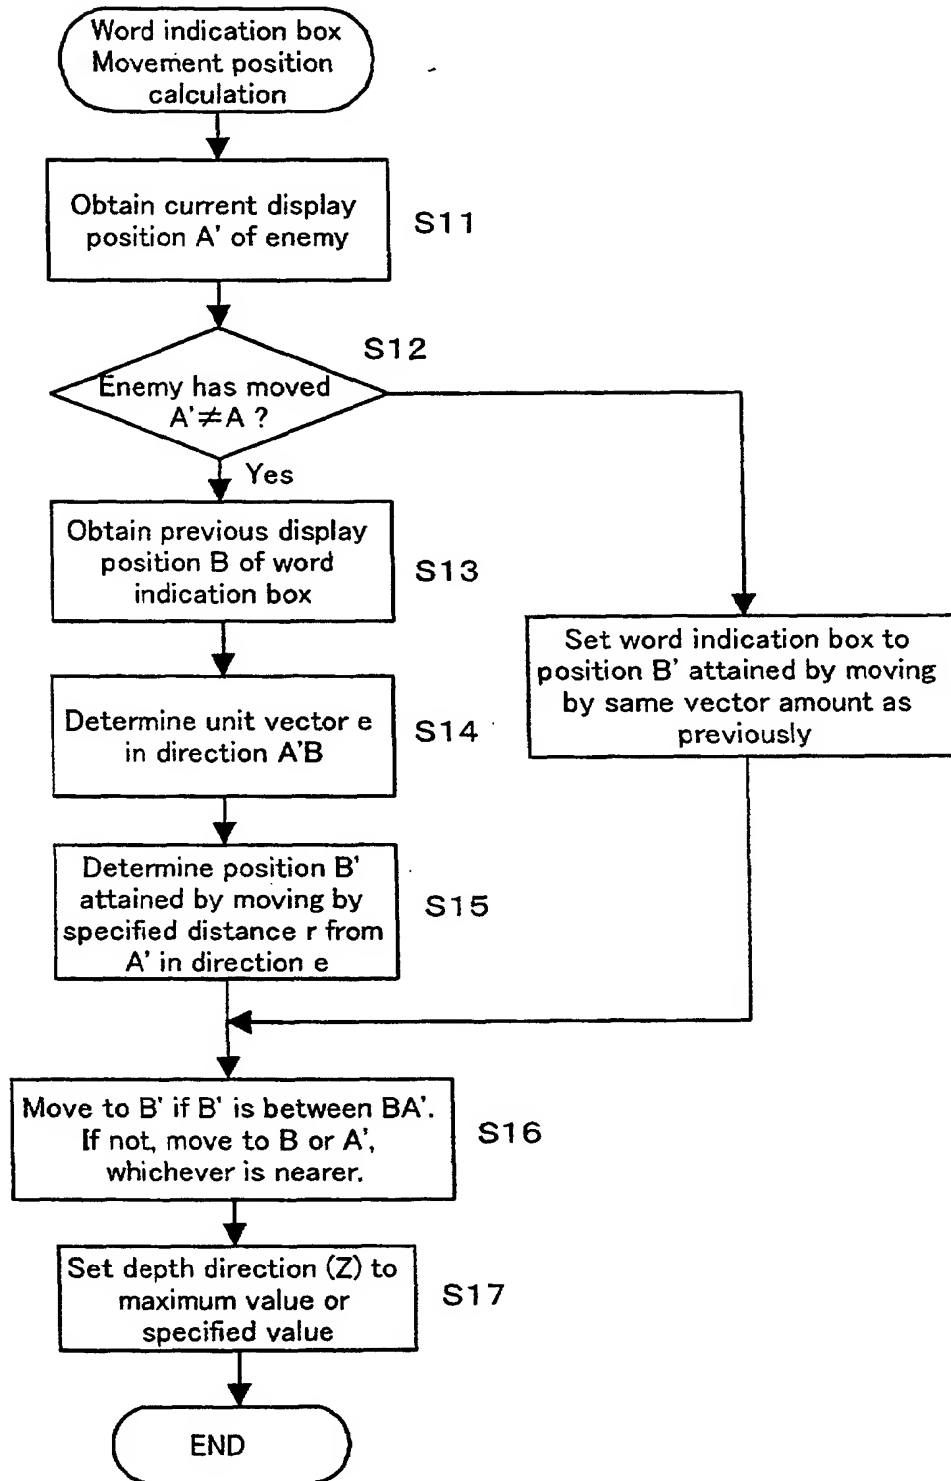 Word indication box
Movement position
calculation
Obtain current display
position A' of enemy
S11
S12
Enemy has moved
A'≠A ?
Yes
Obtain previous display
position B of word
indication box
S13
Set word indication box to
position B' attained by moving
by same vector amount as
previously
Determine unit vector e
in direction A'B
S14
Determine position B'
attained by moving by
specified distance r from
A' in direction e
S15
Move to B' if B' is between BA'.
If not, move to B or A',
whichever is nearer.
S16
Set depth direction (Z) to
maximum value or
specified value
S17
END